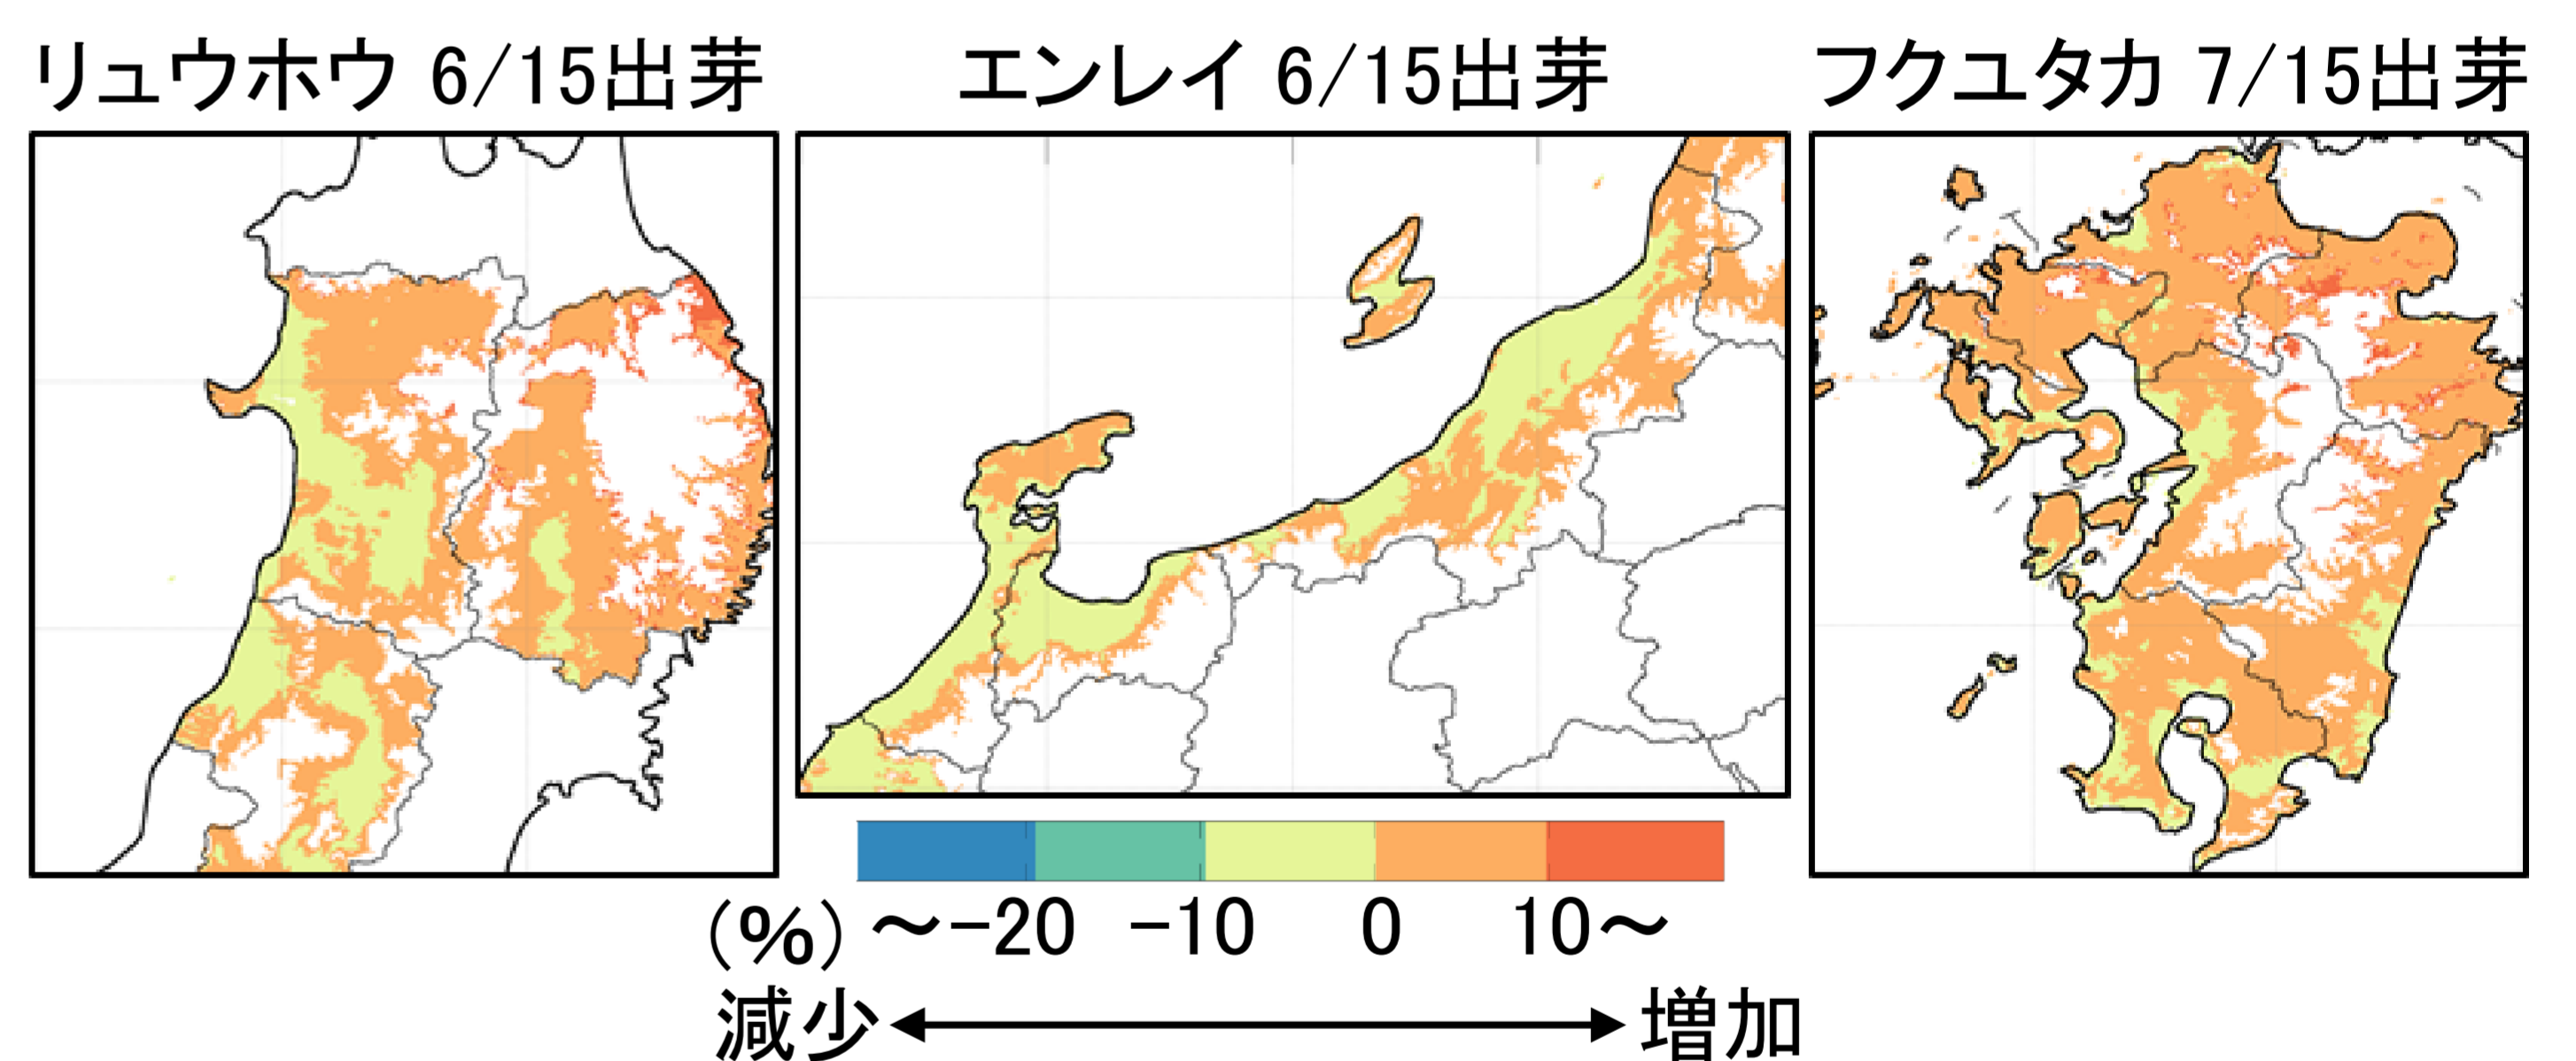 リュウホウ 6/15出芽
エンレイ 6/15出芽
フクユタカ 7/15出芽
(%) ～-20 -10 0 10～
減少 増加